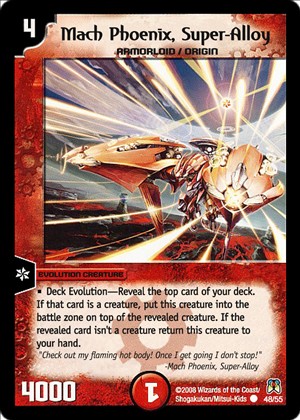 4
Mach Phoenix, Super-Alloy
ARMORLOID / ORIGIN
EVOLUTION CREATURE
▪ Deck Evolution—Reveal the top card of your deck.
If that card is a creature, put this creature into the
battle zone on top of the revealed creature. If the
revealed card isn't a creature return this creature to
your hand.
"Check out my flaming hot body! Once I get going I don't stop!"
-Mach Phoenix, Super-Alloy
4000
1
©2008 Wizards of the Coast/
Shogakukan/Mitsui-Kids ● 48/55